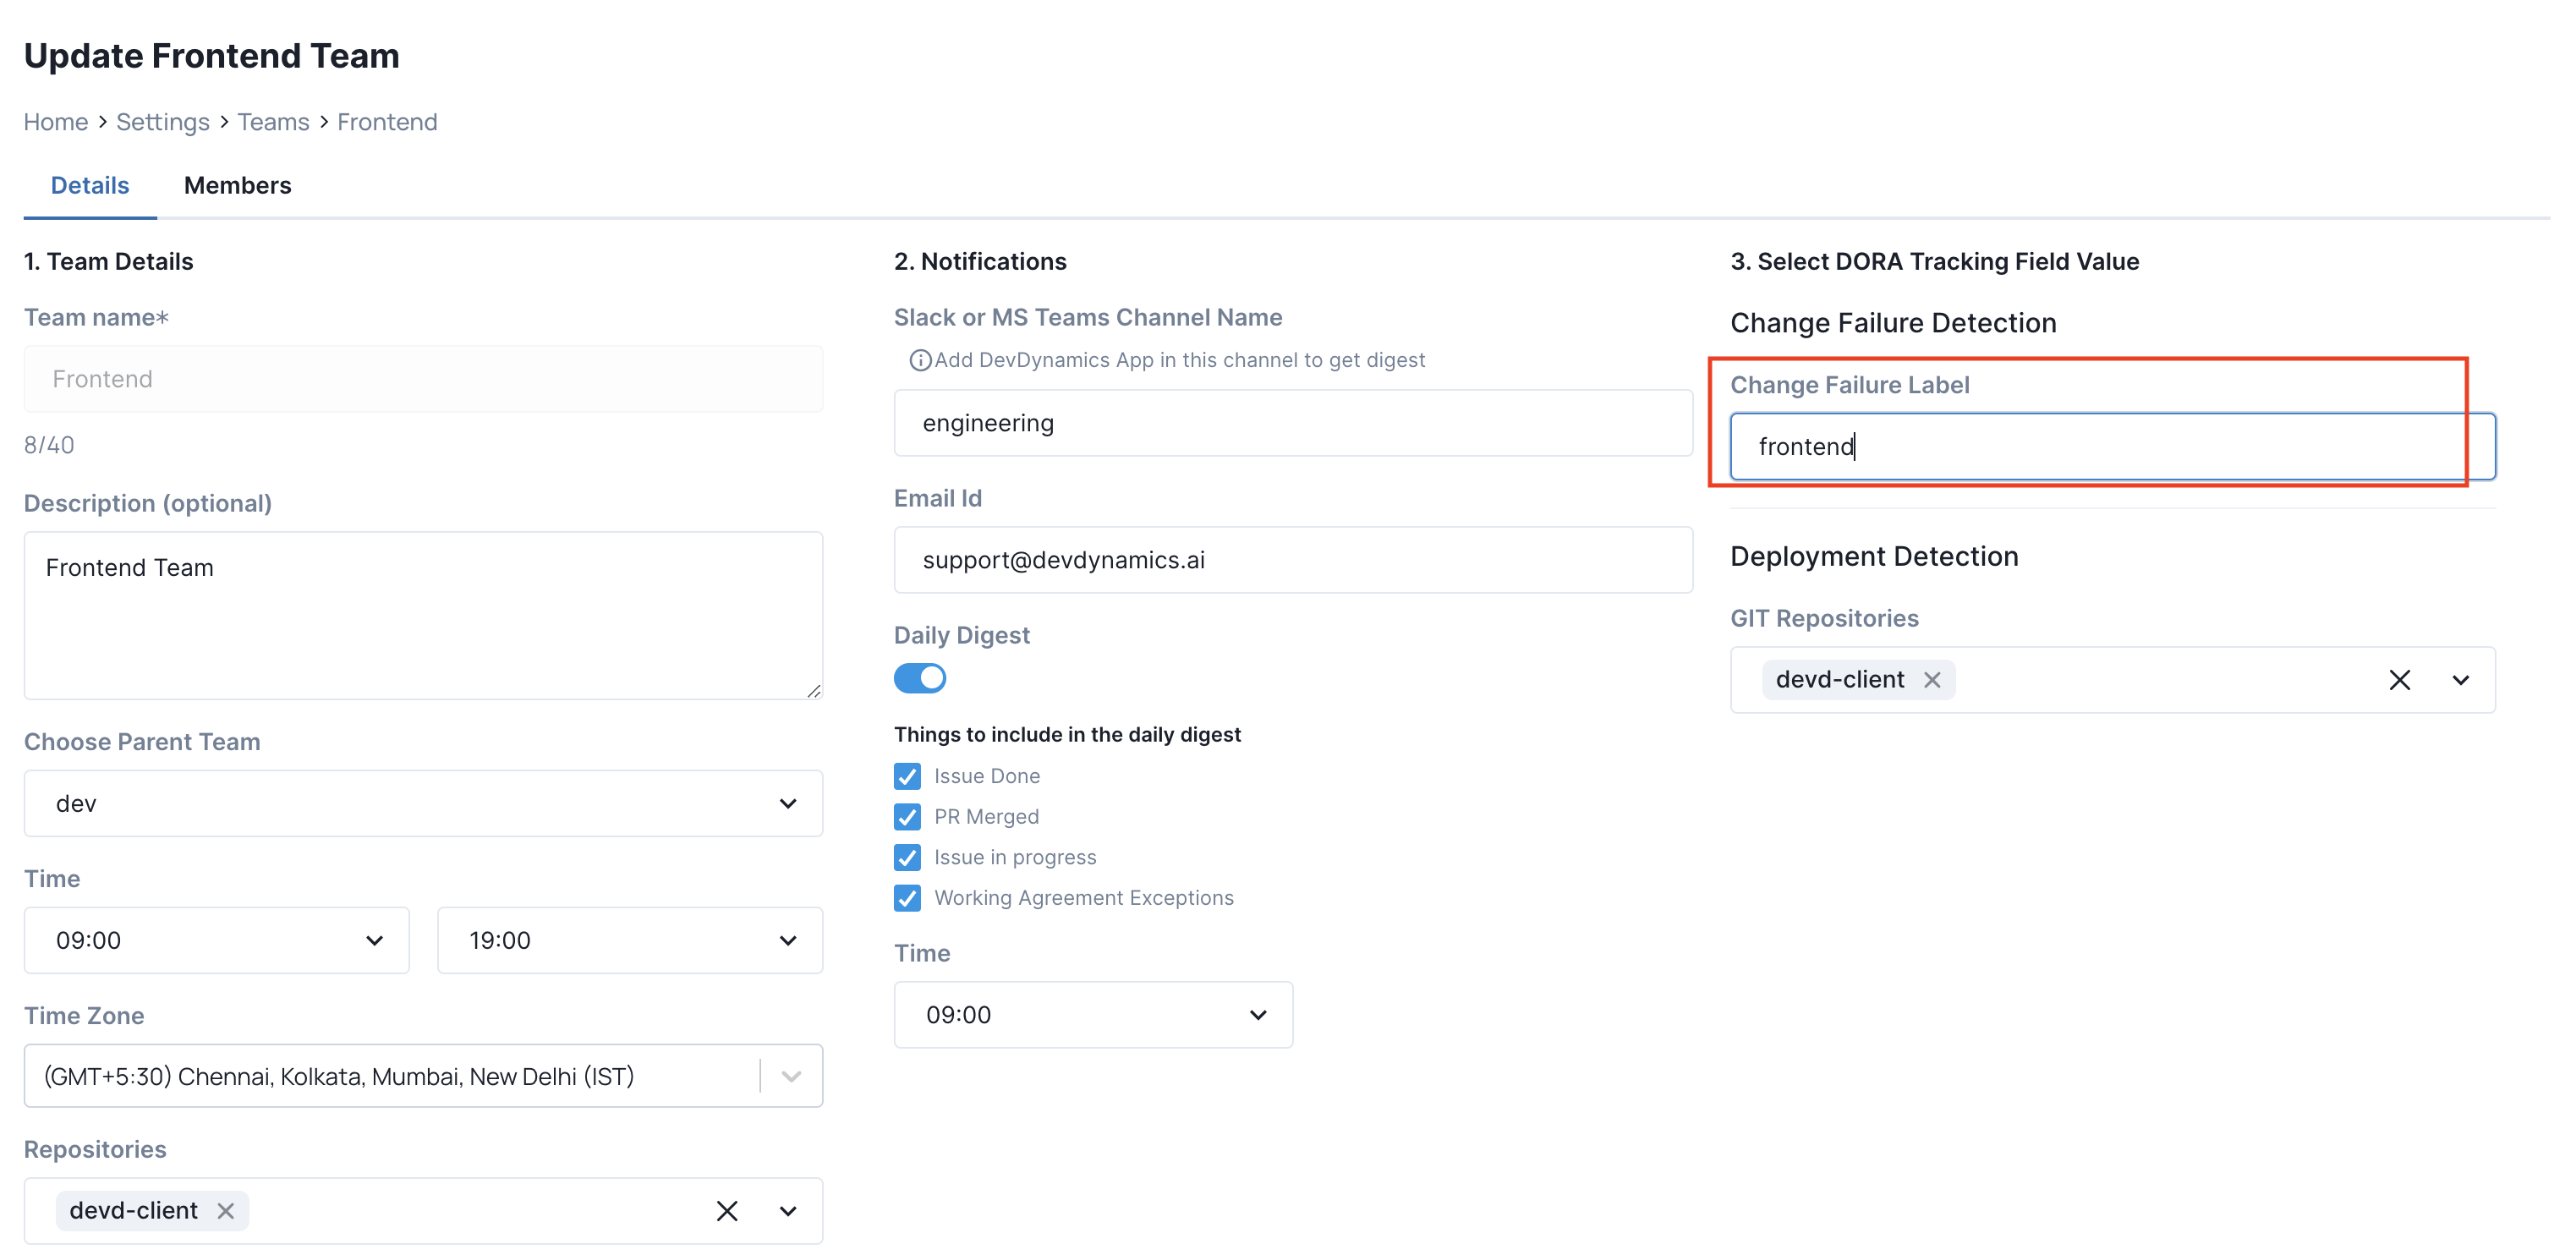 Update Frontend Team
Home > Settings > Teams > Frontend
Details Members
1. Team Details
Team name*
Frontend
8/40
Description (optional)
Frontend Team
Choose Parent Team
dev
Time
09:00 19:00
Time Zone
(GMT+5:30) Chennai, Kolkata, Mumbai, New Delhi (IST)
Repositories
devd-client
2. Notifications
Slack or MS Teams Channel Name
Add DevDynamics App in this channel to get digest
engineering
Email Id
support@devdynamics.ai
Daily Digest
Things to include in the daily digest
Issue Done
PR Merged
Issue in progress
Working Agreement Exceptions
Time
09:00
3. Select DORA Tracking Field Value
Change Failure Detection
Change Failure Label
frontend
Deployment Detection
GIT Repositories
devd-client